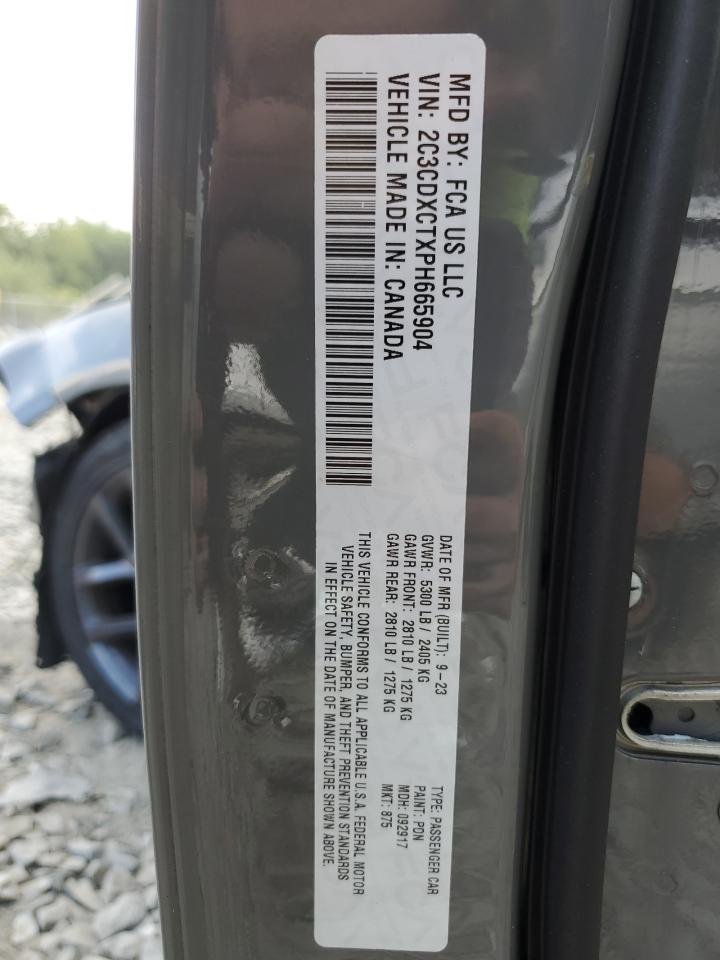 MFD BY: FCA US LLC
VIN: 2C3CDXCTXPH665904
VEHICLE MADE IN: CANADA
DATE OF MFR (BUILT): 9-23
GVWR: 5300 LB / 2405 KG
GAWR FRONT: 2810 LB / 1275 KG
GAWR REAR: 2810 LB / 1275 KG
THIS VEHICLE CONFORMS TO ALL APPLICABLE U.S.A. FEDERAL MOTOR
VEHICLE SAFETY, BUMPER, AND THEFT PREVENTION STANDARDS
IN EFFECT ON THE DATE OF MANUFACTURE SHOWN ABOVE.
TYPE: PASSENGER CAR
PAINT: PDN
MDH: 092917
MKT: 875